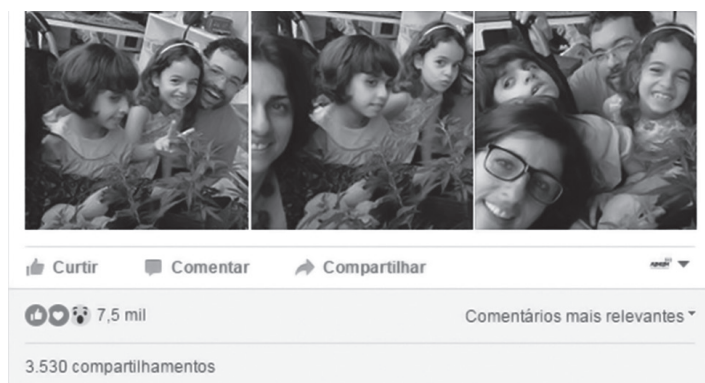 Curtir Comentar Compartilhar
7,5 mil Comentários mais relevantes
3.530 compartilhamentos